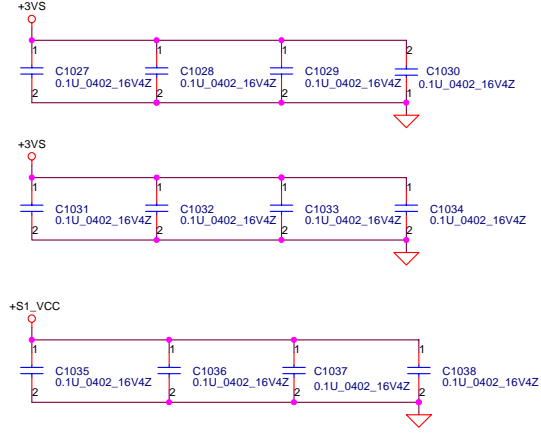 +3VS
1 1 1 2
C1027 C1028 C1029 C1030
0.1U_0402_16V4Z 0.1U_0402_16V4Z 0.1U_0402_16V4Z 0.1U_0402_16V4Z
2 2 2 1
+3VS
1 1 1 1
C1031 C1032 C1033 C1034
0.1U_0402_16V4Z 0.1U_0402_16V4Z 0.1U_0402_16V4Z 0.1U_0402_16V4Z
2 2 2 2
+S1_VCC
1 1 1 1
C1035 C1036 C1037 C1038
0.1U_0402_16V4Z 0.1U_0402_16V4Z 0.1U_0402_16V4Z 0.1U_0402_16V4Z
2 2 2 2